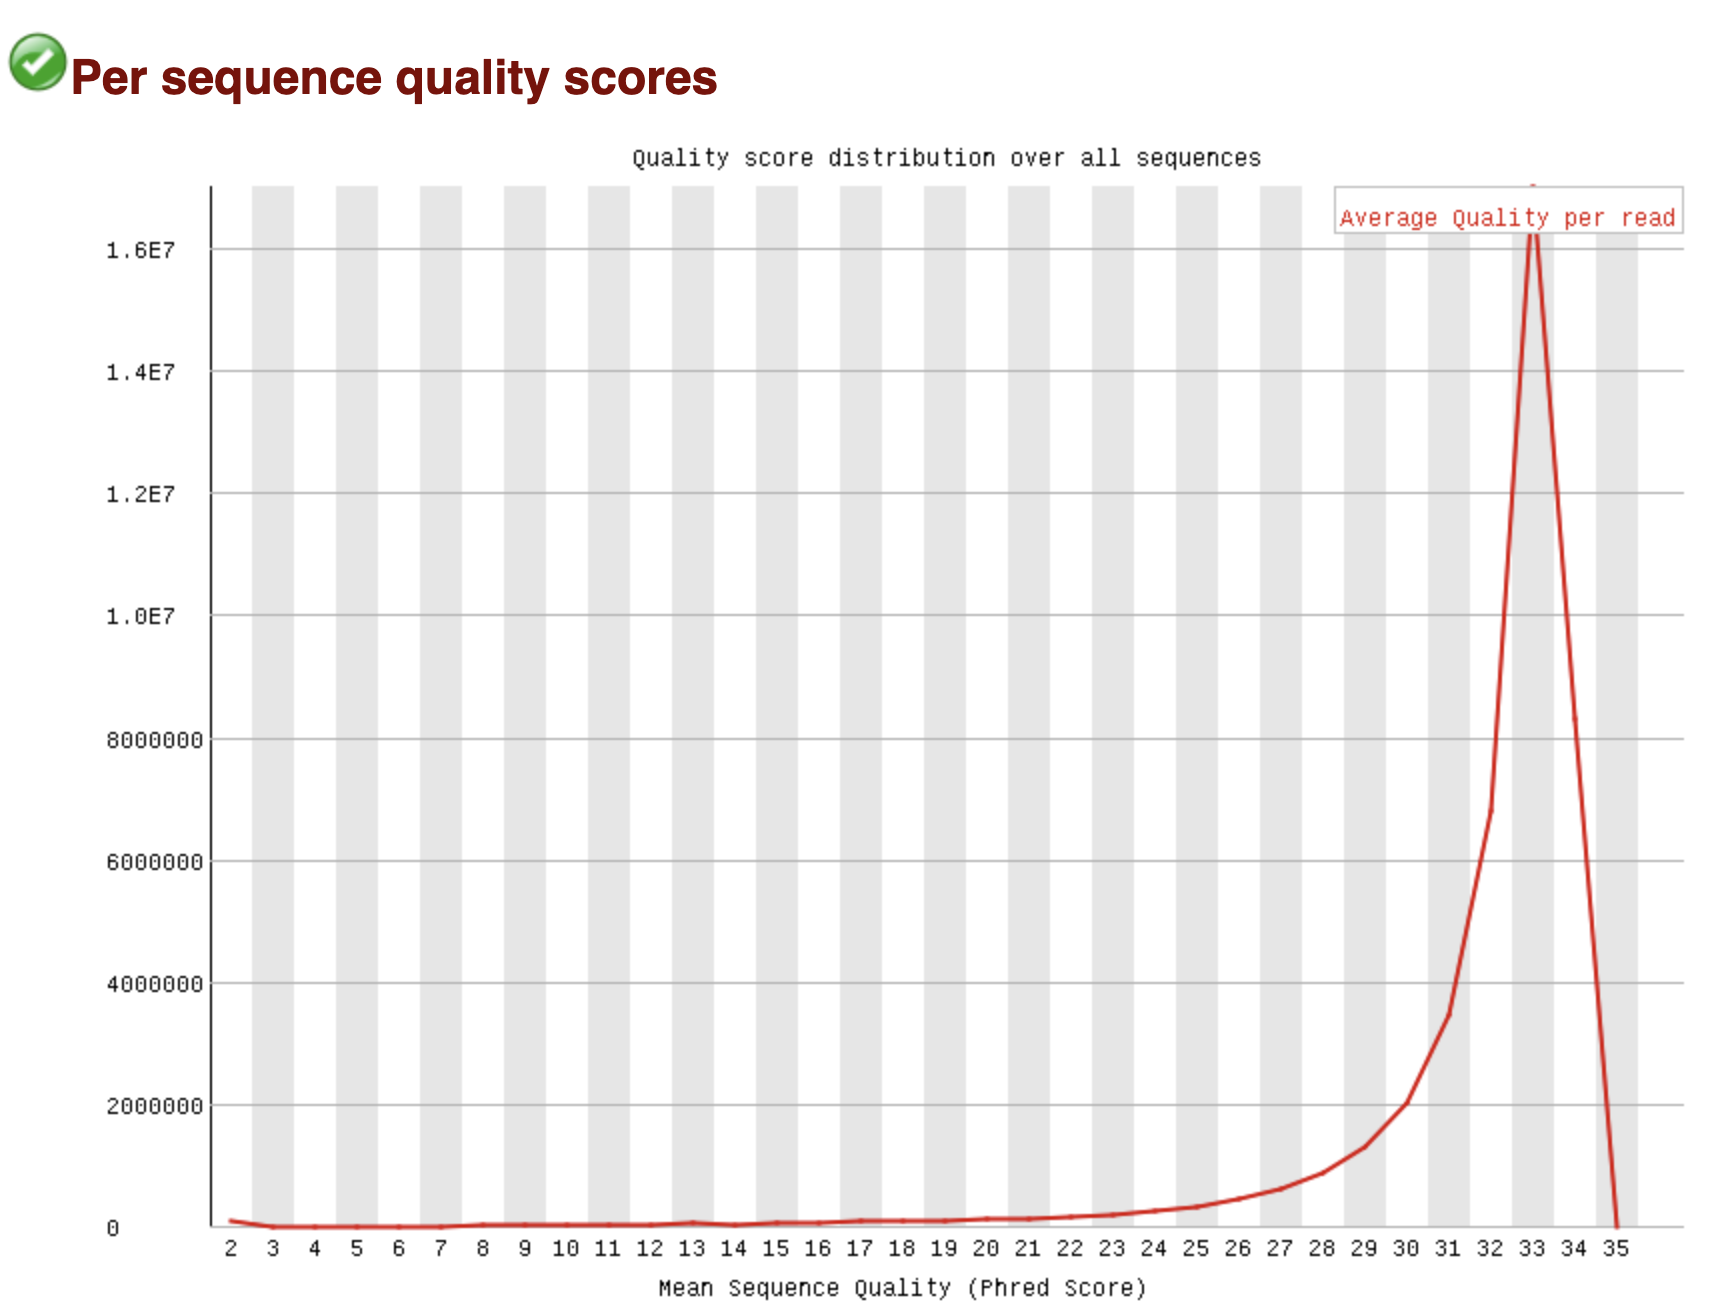 Per sequence quality scores
Quality score distribution over all sequences
Average Quality per read
1.6E7
1.4E7
1.2E7
1.0E7
8000000
6000000
4000000
2000000
0
2 3 4 5 6 7 8 9 10 11 12 13 14 15 16 17 18 19 20 21 22 23 24 25 26 27 28 29 30 31 32 33 34 35
Mean Sequence Quality (Phred Score)